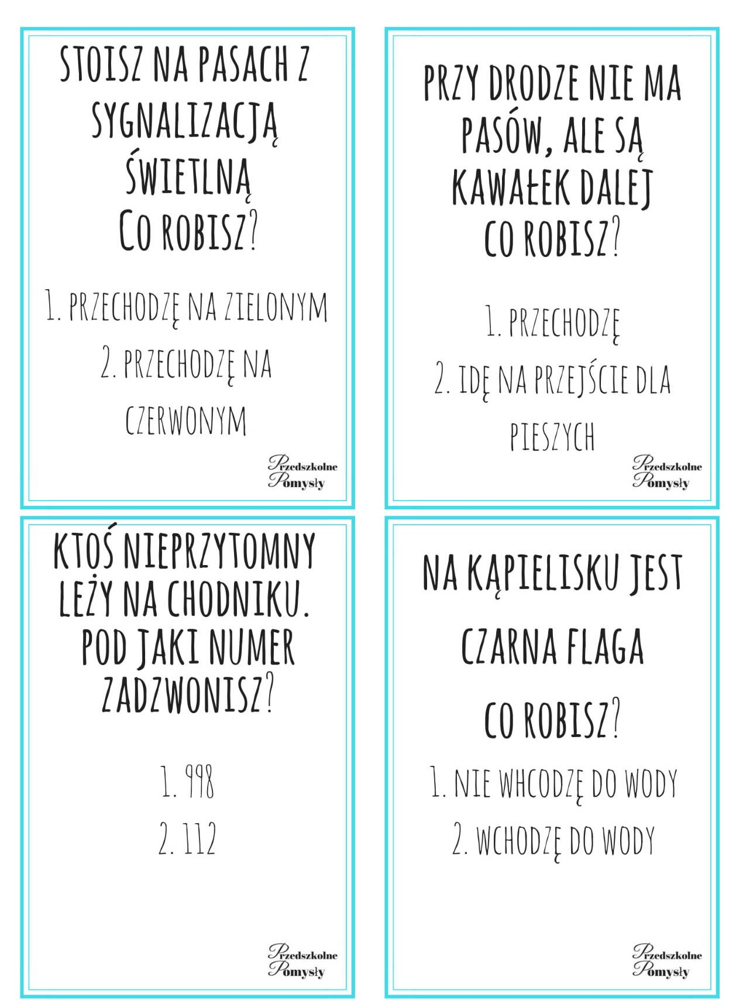 STOISZ NA PASACH Z
SYGNALIZACJĄ
ŚWIETLNĄ
CO ROBISZ?
1. PRZECHODZĘ NA ZIELONYM
2. PRZECHODZĘ NA
CZERWONYM
Przedszkolne
Pomysły
PRZY DRODZE NIE MA
PASÓW, ALE SĄ
KAWAŁEK DALEJ
CO ROBISZ?
1. PRZECHODZĘ
2. IDĘ NA PRZEJŚCIE DLA
PIESZYCH
Przedszkolne
Pomysły
KTOŚ NIEPRZYTOMNY
LEŻY NA CHODNIKU.
POD JAKI NUMER
ZADZWONISZ?
1. 998
2. 112
Przedszkolne
Pomysły
NA KĄPIELISKU JEST
CZARNA FLAGA
CO ROBISZ?
1. NIE WHCODZĘ DO WODY
2. WCHODZĘ DO WODY
Przedszkolne
Pomysły